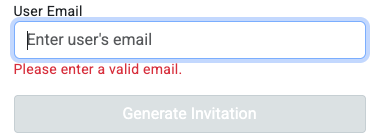 User Email
Enter user's email
Please enter a valid email.
Generate Invitation